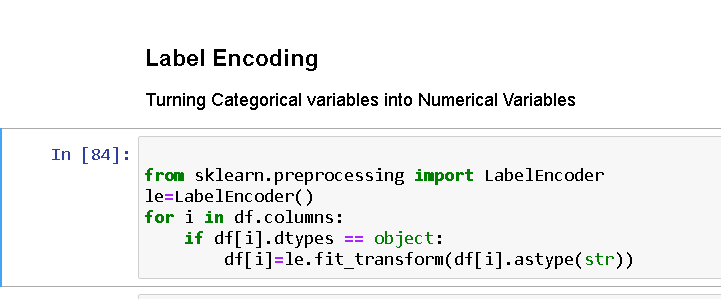 Label Encoding
Turning Categorical variables into Numerical Variables
In [84]:
from sklearn.preprocessing import LabelEncoder
le=LabelEncoder()
for i in df.columns:
    if df[i].dtypes == object:
        df[i]=le.fit_transform(df[i].astype(str))